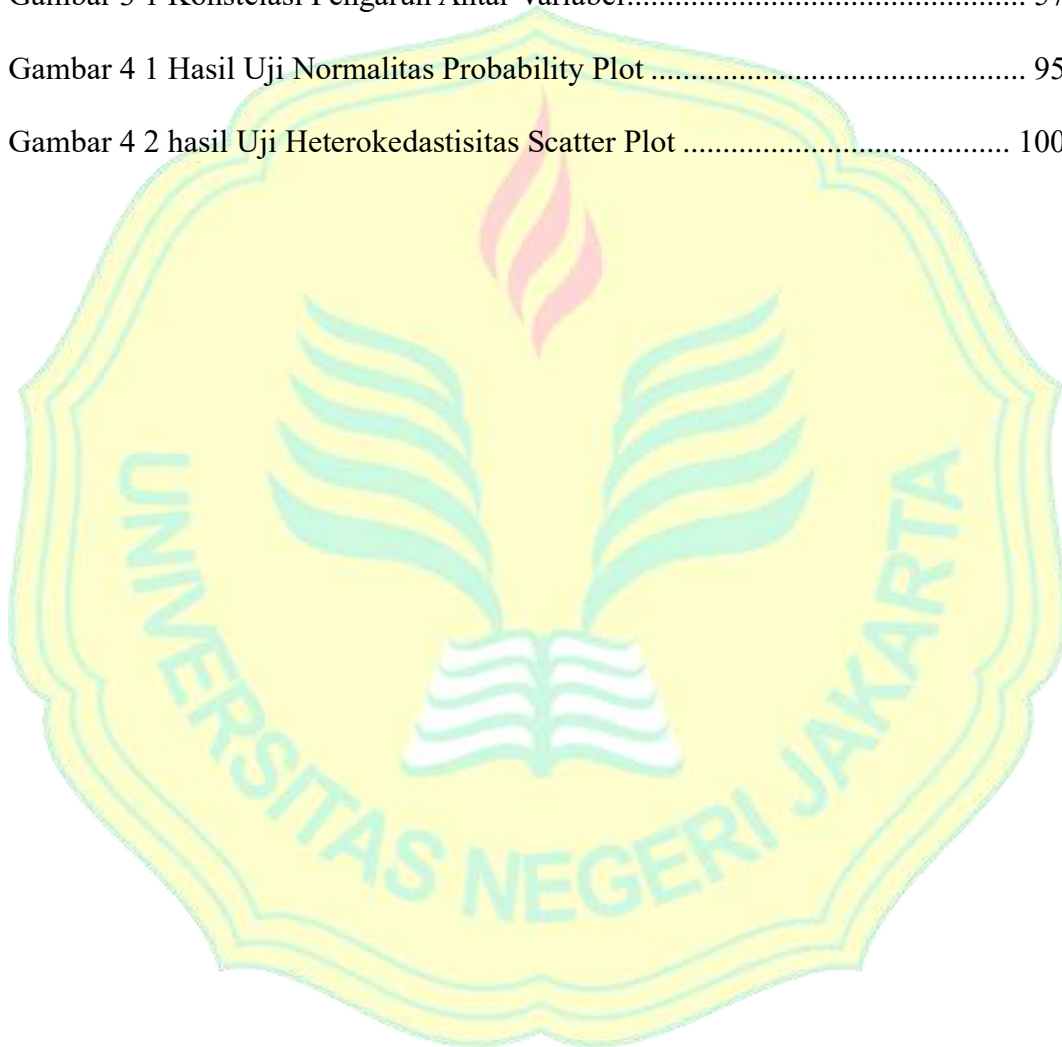 Gambar 3 1 Konstelasi Pengaruh Antar Variabel.................................................. 57
Gambar 4 1 Hasil Uji Normalitas Probability Plot .............................................. 95
Gambar 4 2 hasil Uji Heterokedastisitas Scatter Plot ........................................ 100
UNIVERSITAS NEGERI JAKARTA